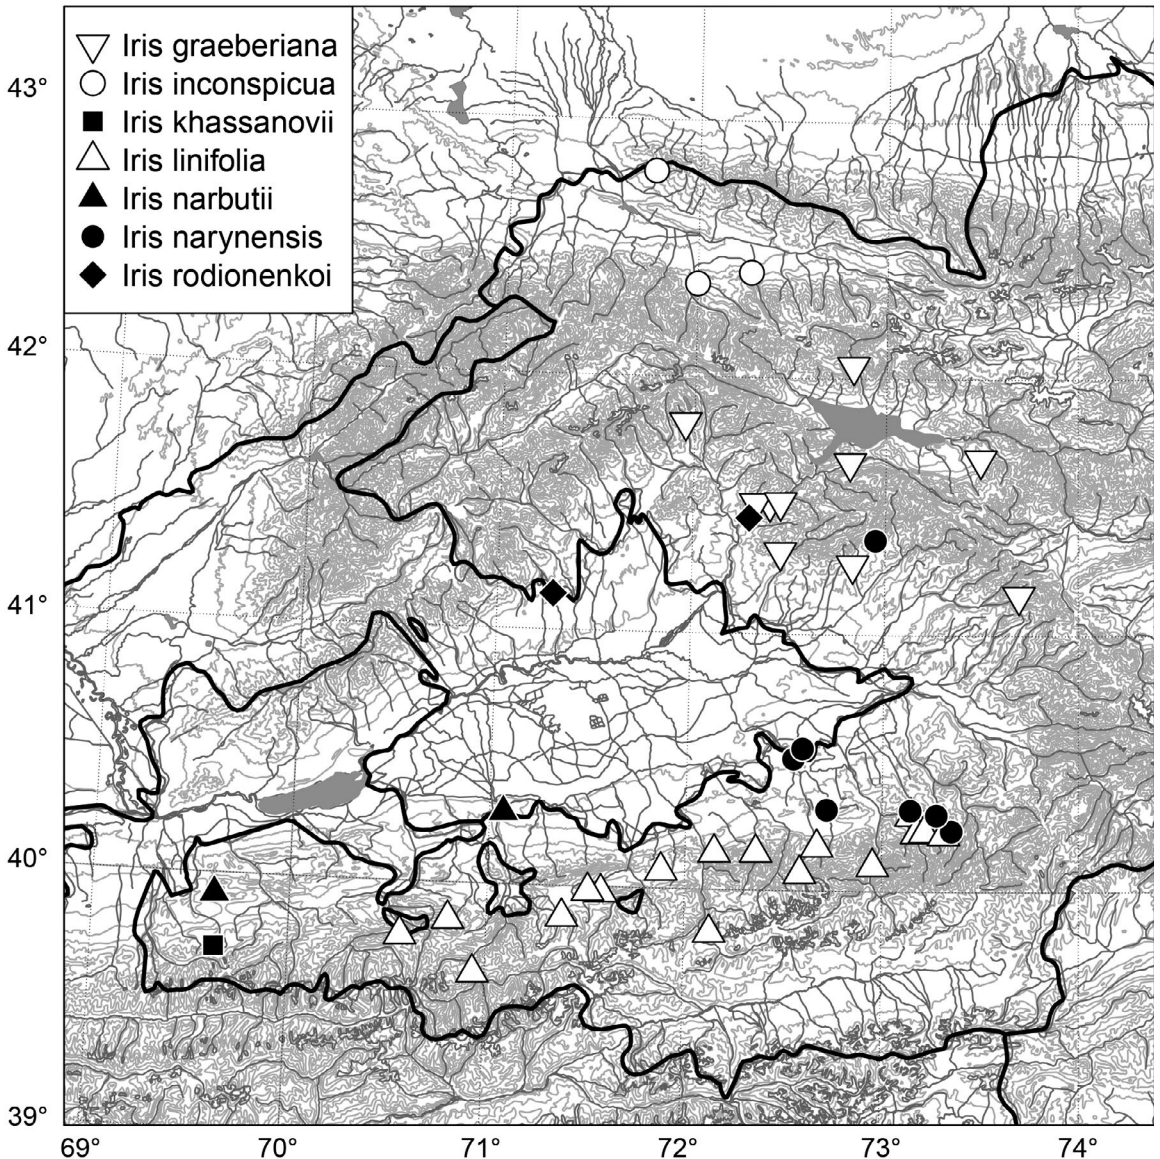 Iris graeberiana
Iris inconspicua
Iris khassanovii
Iris linifolia
Iris narbutii
Iris narynensis
Iris rodionenkoi
43°
42°
41°
40°
39°
69° 70° 71° 72° 73° 74°